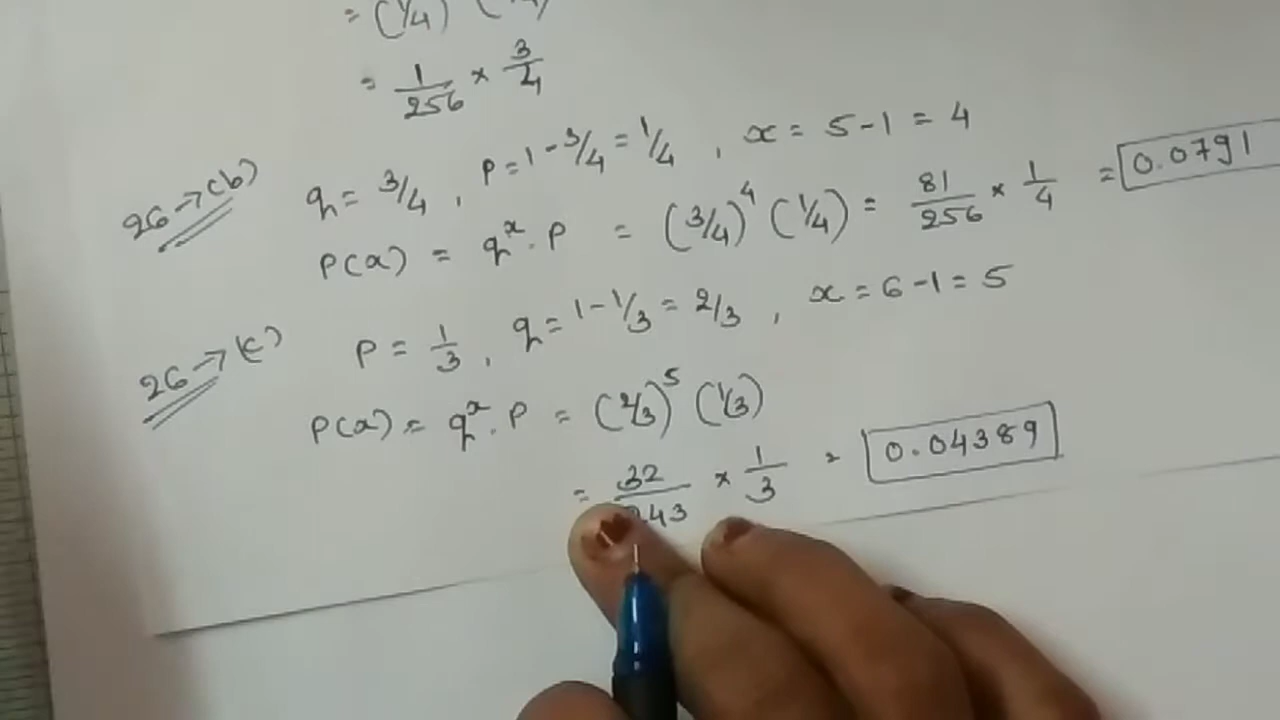 = (1/4)
= 1/256 × 3/4
26→(b) q = 3/4 , P = 1 - 3/4 = 1/4 , x = 5-1 = 4
P(x) = q^x . P = (3/4)^4 (1/4) = 81/256 × 1/4 = 0.0791
26→(c) P = 1/3 , q = 1 - 1/3 = 2/3 , x = 6-1 = 5
P(x) = q^x . P = (2/3)^5 (1/3)
= 32/243 × 1/3 = 0.04389